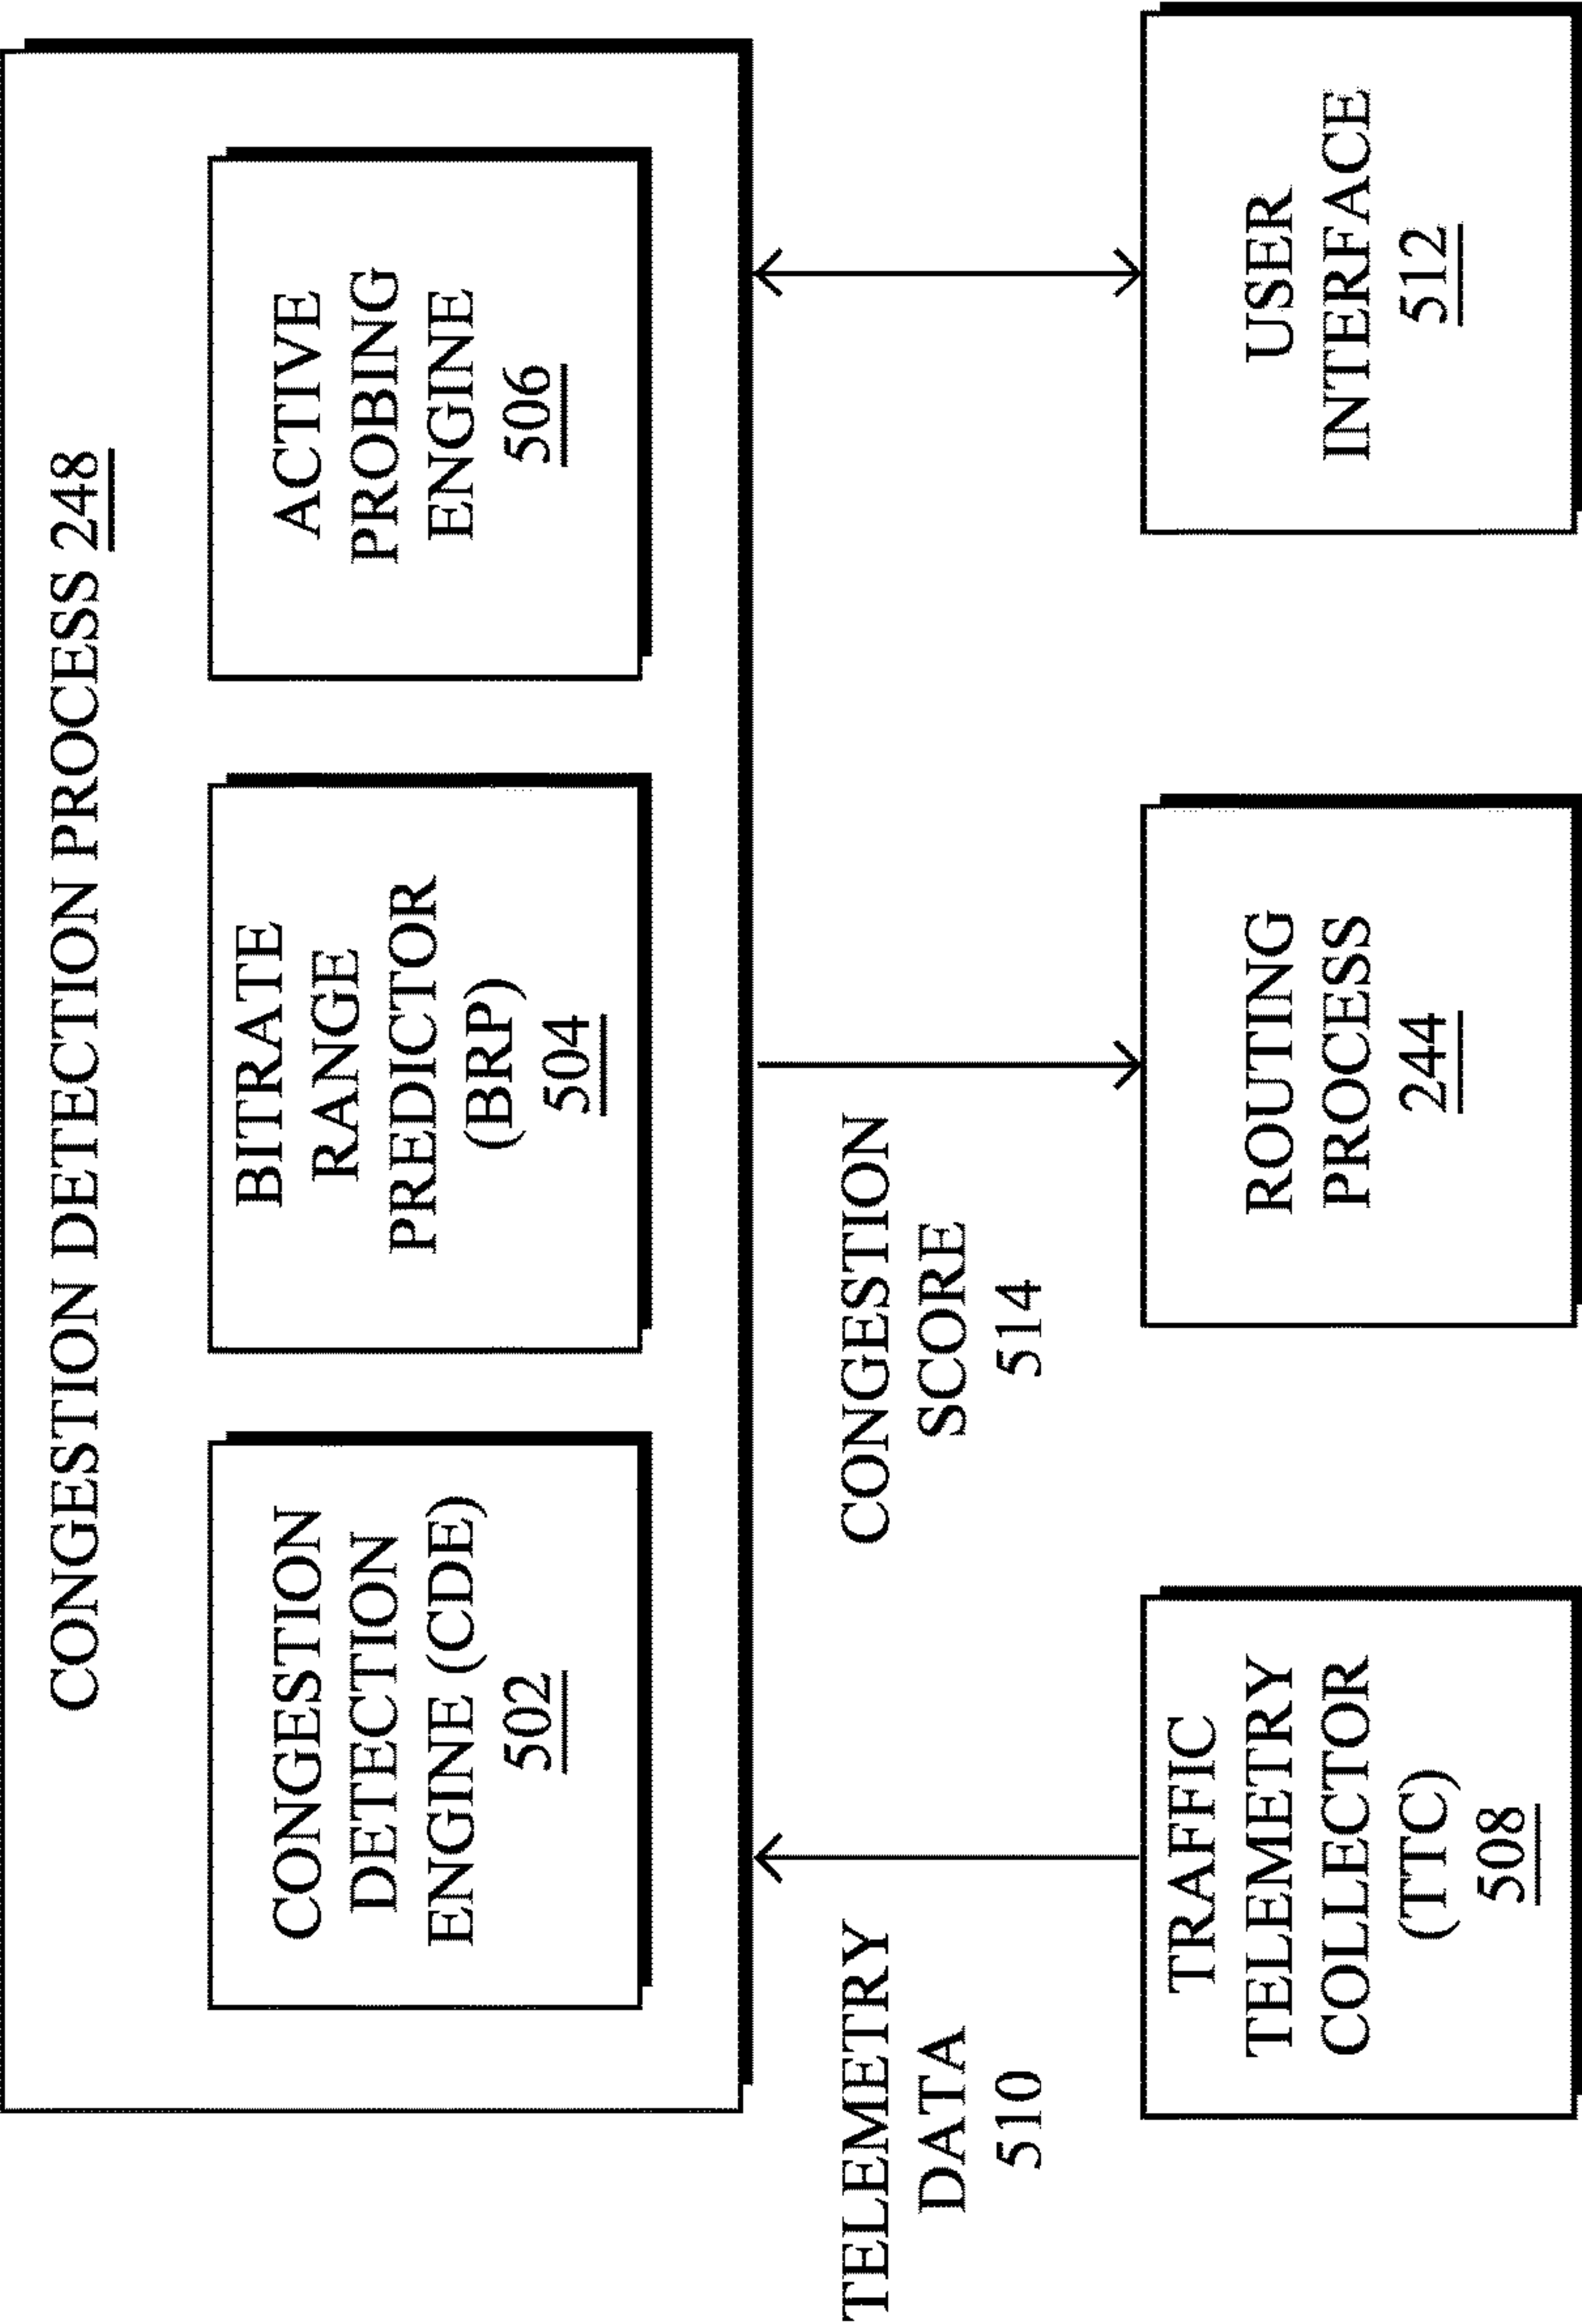 CONGESTION DETECTION PROCESS 248
CONGESTION
DETECTION
ENGINE (CDE)
502
BITRATE
RANGE
PREDICTOR
(BRP)
504
ACTIVE
PROBING
ENGINE
506
TELEMETRY
DATA
510
CONGESTION
SCORE
514
TRAFFIC
TELEMETRY
COLLECTOR
(TTC)
508
ROUTING
PROCESS
244
USER
INTERFACE
512